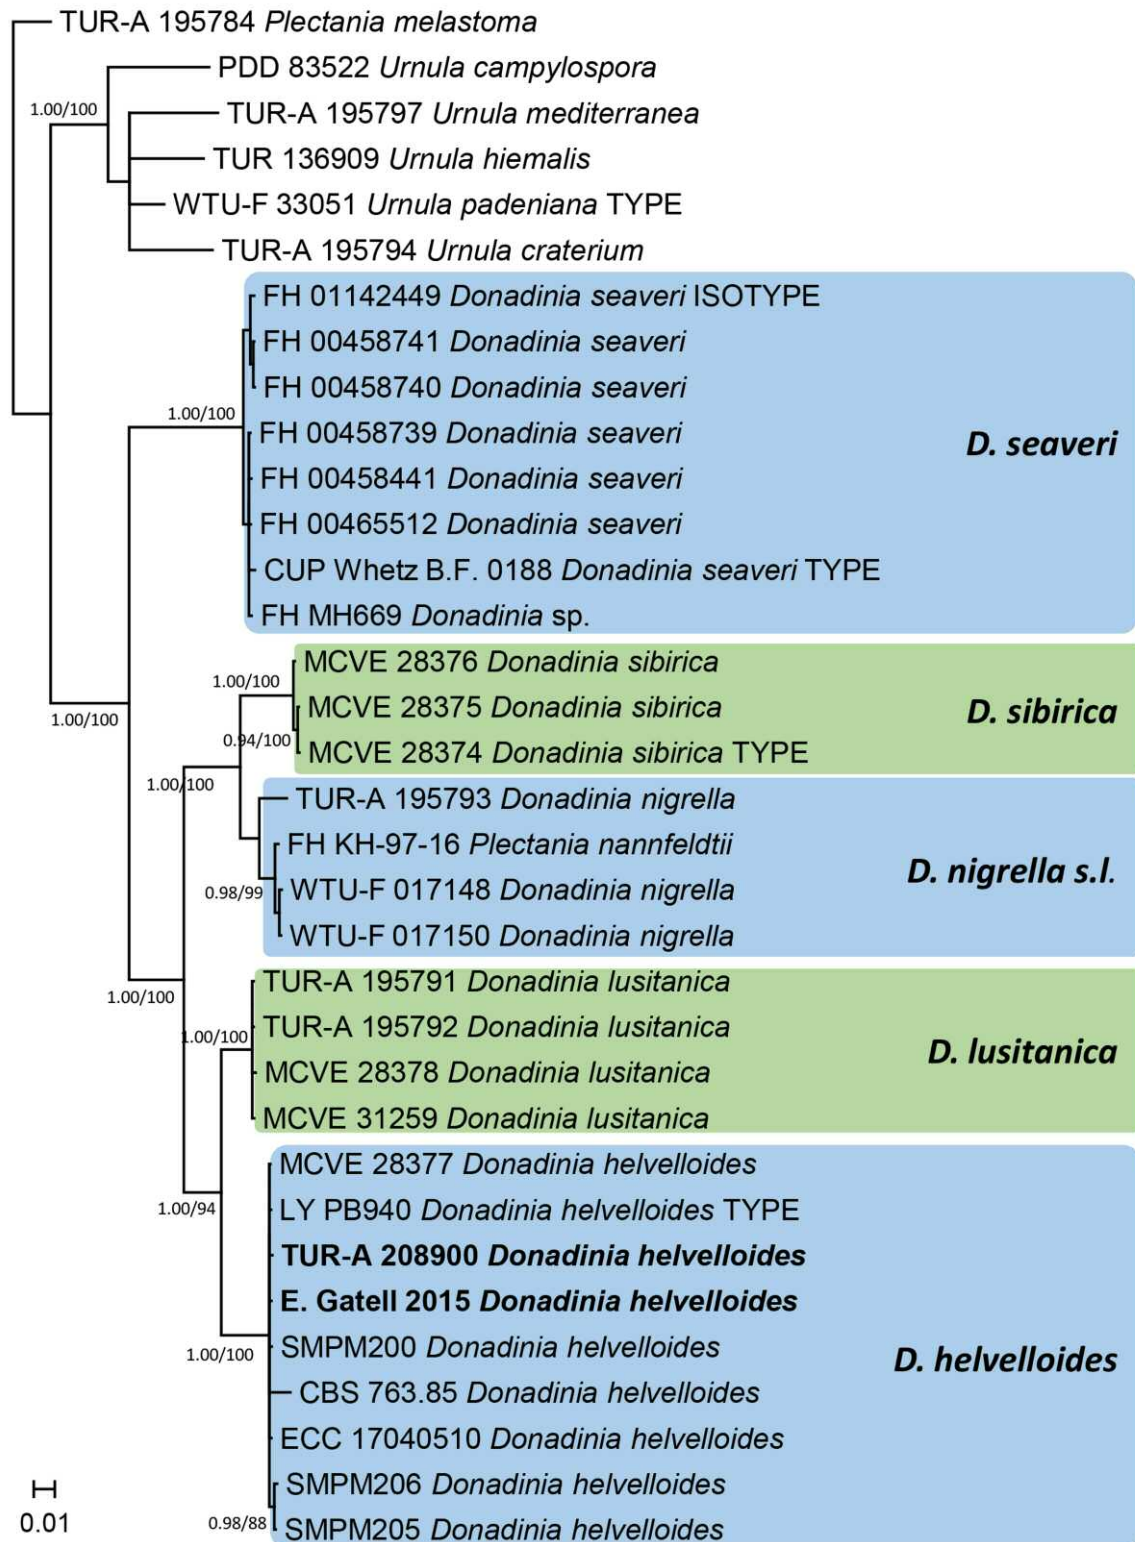 TUR-A 195784 Plectania melastoma
PDD 83522 Urnula campylospora
1.00/100
TUR-A 195797 Urnula mediterranea
TUR 136909 Urnula hiemalis
WTU-F 33051 Urnula padeniana TYPE
TUR-A 195794 Urnula craterium
FH 01142449 Donadinia seaveri ISOTYPE
FH 00458741 Donadinia seaveri
FH 00458740 Donadinia seaveri
1.00/100
FH 00458739 Donadinia seaveri
D. seaveri
FH 00458441 Donadinia seaveri
FH 00465512 Donadinia seaveri
CUP Whetz B.F. 0188 Donadinia seaveri TYPE
FH MH669 Donadinia sp.
MCVE 28376 Donadinia sibirica
1.00/100
MCVE 28375 Donadinia sibirica
D. sibirica
1.00/100
0.94/100
MCVE 28374 Donadinia sibirica TYPE
1.00/100
TUR-A 195793 Donadinia nigrella
FH KH-97-16 Plectania nannfeldtii
D. nigrella s.l.
0.98/99
WTU-F 017148 Donadinia nigrella
WTU-F 017150 Donadinia nigrella
TUR-A 195791 Donadinia lusitanica
1.00/100
TUR-A 195792 Donadinia lusitanica
1.00/100
D. lusitanica
MCVE 28378 Donadinia lusitanica
MCVE 31259 Donadinia lusitanica
MCVE 28377 Donadinia helvelloides
1.00/94
LY PB940 Donadinia helvelloides TYPE
TUR-A 208900 Donadinia helvelloides
E. Gatell 2015 Donadinia helvelloides
1.00/100
SMPM200 Donadinia helvelloides
D. helvelloides
CBS 763.85 Donadinia helvelloides
ECC 17040510 Donadinia helvelloides
SMPM206 Donadinia helvelloides
0.01
0.98/88
SMPM205 Donadinia helvelloides